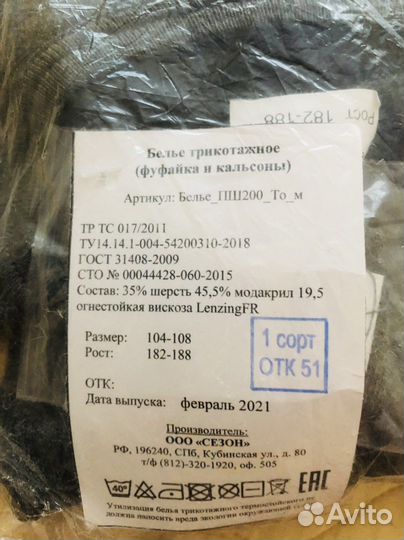 Рост
182-188
Белье трикотажное
(фуфайка и кальсоны)
Артикул: Белье_ПШ200_То_м
ТР ТС 017/2011
ТУ14.14.1-004-54200310-2018
ГОСТ 31408-2009
СТО № 00044428-060-2015
Состав: 35% шерсть 45,5% модакрил 19,5
огнестойкая вискоза LenzingFR
Размер: 104-108
Рост: 182-188
1 сорт
ОТК 51
ОТК:
Дата выпуска: февраль 2021
Производитель:
ООО «СЕЗОН»
РФ, 196240, СПб, Кубинская ул., д. 80
т/ф (812)-320-1920, оф. 505
40° EAC
Утилизация белья трикотажного термостойкого не
должна наносить вреда экологии окружающей
Avito